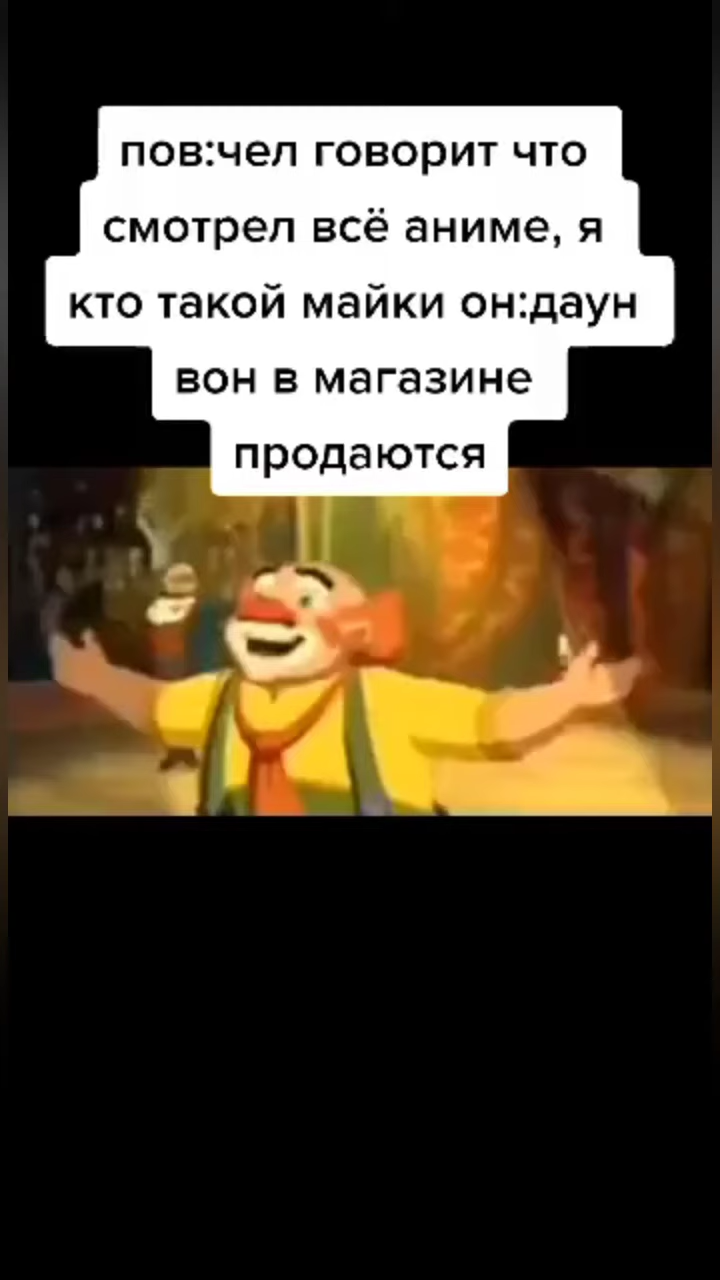 пов:чел говорит что
смотрел всё аниме, я
кто такой майки он:даун
вон в магазине
продаются